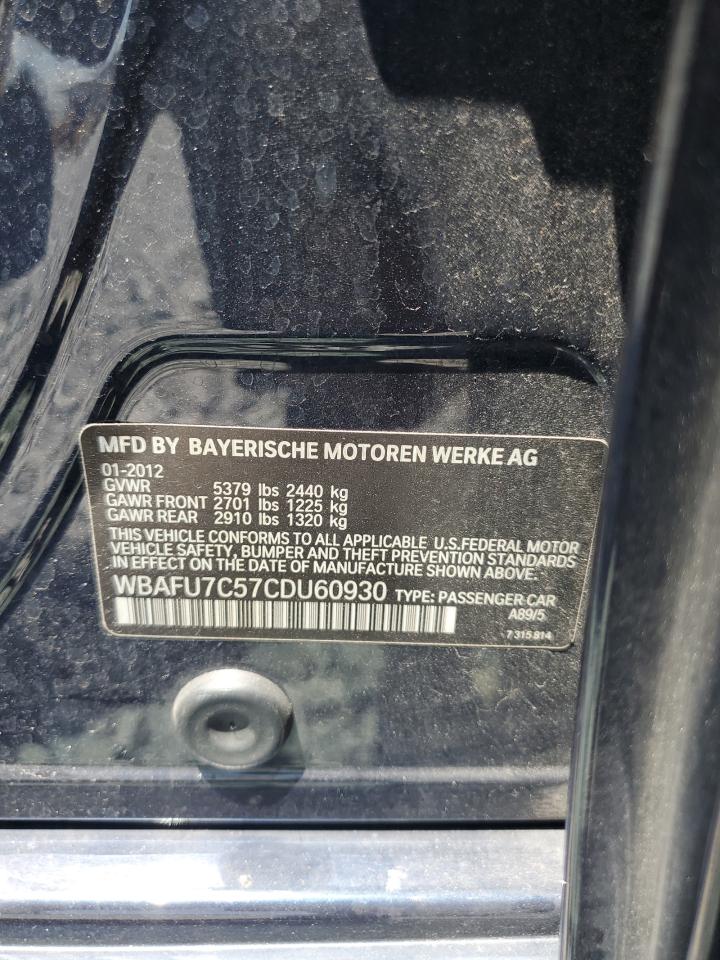 MFD BY BAYERISCHE MOTOREN WERKE AG
01-2012
GVWR 5379 lbs 2440 kg
GAWR FRONT 2701 lbs 1225 kg
GAWR REAR 2910 lbs 1320 kg
THIS VEHICLE CONFORMS TO ALL APPLICABLE U.S.FEDERAL MOTOR
VEHICLE SAFETY, BUMPER AND THEFT PREVENTION STANDARDS
IN EFFECT ON THE DATE OF MANUFACTURE SHOWN ABOVE.
WBAFU7C57CDU60930 TYPE: PASSENGER CAR
A89/5
7 315 814